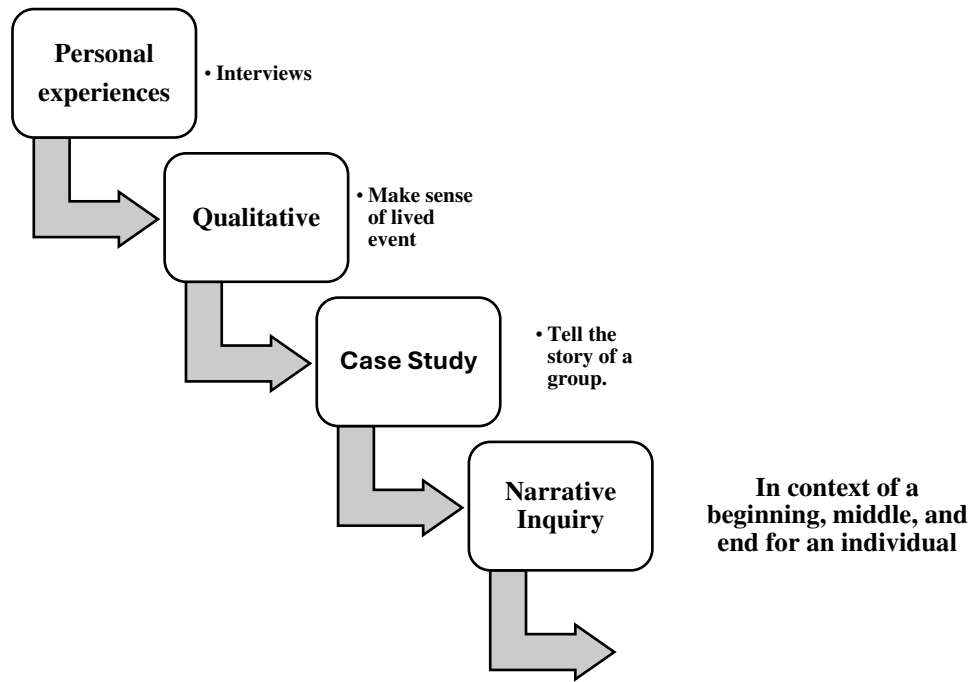 Personal
experiences
• Interviews
Qualitative
• Make sense
of lived
event
Case Study
• Tell the
story of a
group.
Narrative
Inquiry
In context of a
beginning, middle, and
end for an individual